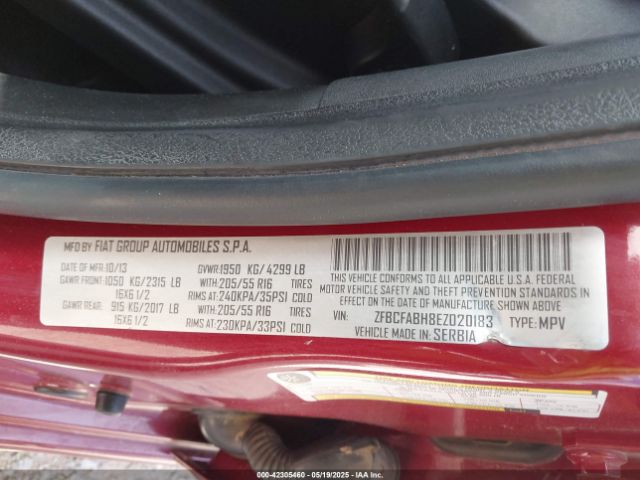 MFD BY FIAT GROUP AUTOMOBILES S.P.A.
DATE OF MFR: 10/13 GVWR: 1950 KG/ 4299 LB
GAWR FRONT: 1050 KG/ 2315 LB WITH 205/55 R16 TIRES
16X6 1/2 RIMS AT: 240KPA/35PSI COLD
GAWR REAR: 915 KG/ 2017 LB WITH 205/55 R16 TIRES
16X6 1/2 RIMS AT: 230KPA/33PSI COLD
THIS VEHICLE CONFORMS TO ALL APPLICABLE U.S.A. FEDERAL
MOTOR VEHICLE SAFETY, BUMPER, AND THEFT PREVENTION STANDARDS
IN EFFECT ON THE DATE OF MANUFACTURE SHOWN ABOVE.
VIN: ZFBCFABH8EZ020183 TYPE: MPV
VEHICLE MADE IN: SERBIA
000-42305460 - 05/19/2025 - COPYRIGHT IAA, LLC.